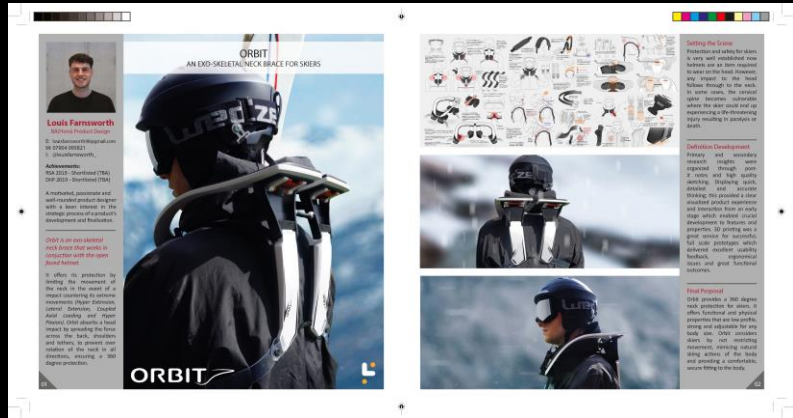 ORBIT
AN EXO-SKELETAL NECK BRACE FOR SKIERS
Louis Farnsworth
BA(Hons) Product Design
Achievements:
RSA 2019 - Shortlisted (TBA)
- Shortlisted (TBA)
A motivated, passionate and
well-rounded product designer
with a keen interest in the
strategic process of a product's
development and finalisation.
Orbit is an exo-skeletal
neck brace that works in
conjuction with the open
faced helmet.
It offers its protection by
limiting the movement of
the neck in the event of a
impact countering its extreme
movements (Hyper Extension,
Lateral Extension, Coupled
Axial Loading and Hyper
Flexion). Orbit absorbs a head
impact by spreading the force
across the back, shoulders
and tethers, to prevent over
rotation of the neck in all
directions, ensuring a 360
degree protection.
01
ORBIT
Setting the Scene
Protection and safety for skiers
is very well established now
helmets are an item required
to wear on the head. However,
any impact to the head
follows through to the neck.
In some cases, the cervical
spine becomes vulnerable
where the skier could end up
experiencing a life-threatening
injury resulting in paralysis or
death.
Definition Development
Primary and secondary
research insights were
organized through post-
it notes and high quality
sketching. Displaying quick,
detailed and accurate
thinking, this provided a clear
visualized product experience
and interaction from an early
stage which enabled crucial
development to features and
properties. 3D printing was a
great service for successful,
full scale prototypes which
delivered excellent usability
feedback, ergonomical
issues and great functional
outcomes.
Final Proposal
Orbit provides a 360 degree
neck protection for skiers. It
offers functional and physical
properties that are low profile,
strong and adjustable for any
body size. Orbit considers
skiers by not restricting
movement, mimicing natural
skiing actions of the body
and providing a comfortable,
secure fitting to the body.
02